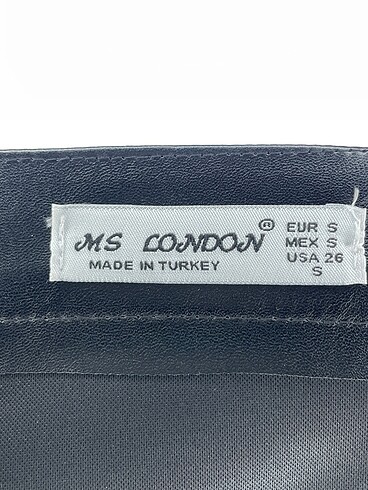 MS LONDON ®
MADE IN TURKEY
EUR S
MEX S
USA 26
S